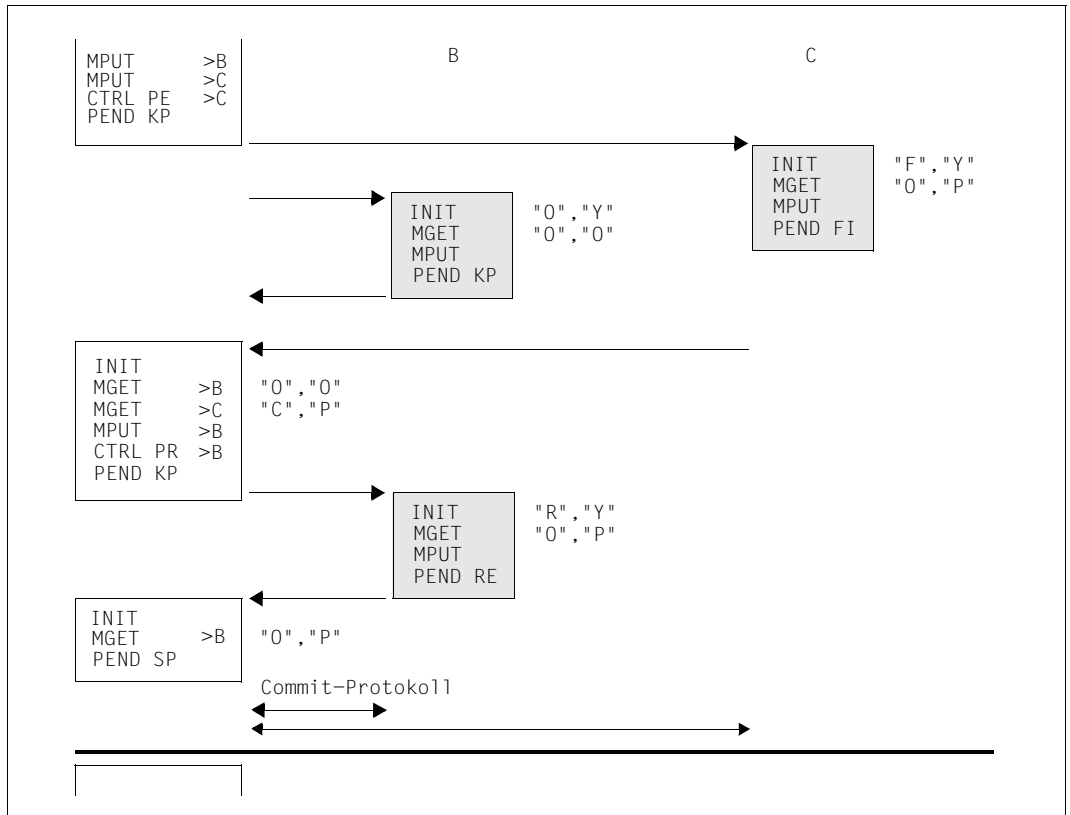 B
C
MPUT >B
MPUT >C
CTRL PE >C
PEND KP
INIT "F","Y"
MGET "O","P"
MPUT
PEND FI
INIT "O","Y"
MGET "O","O"
MPUT
PEND KP
INIT
MGET >B "O","O"
MGET >C "C","P"
MPUT >B
CTRL PR >B
PEND KP
INIT "R","Y"
MGET "O","P"
MPUT
PEND RE
INIT
MGET >B "O","P"
PEND SP
Commit-Protokoll